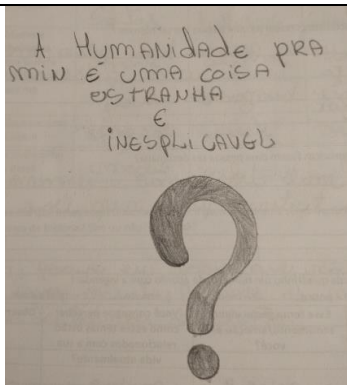 A HUMANIDADE PRA
MIN É UMA COISA
ESTRANHA
E
INESPLICAVEL
?